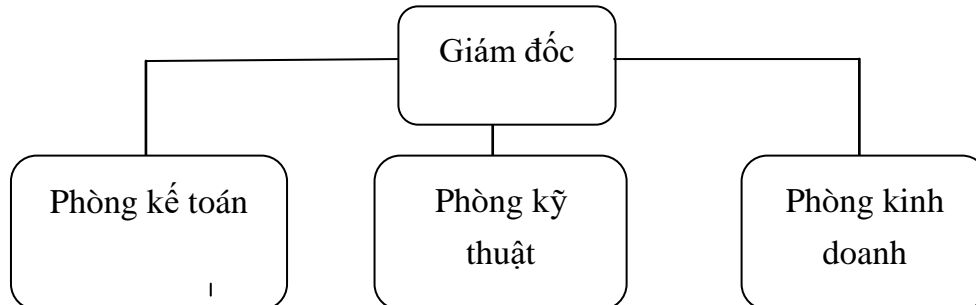 Giám đốc
Phòng kế toán
Phòng kỹ
thuật
Phòng kinh
doanh